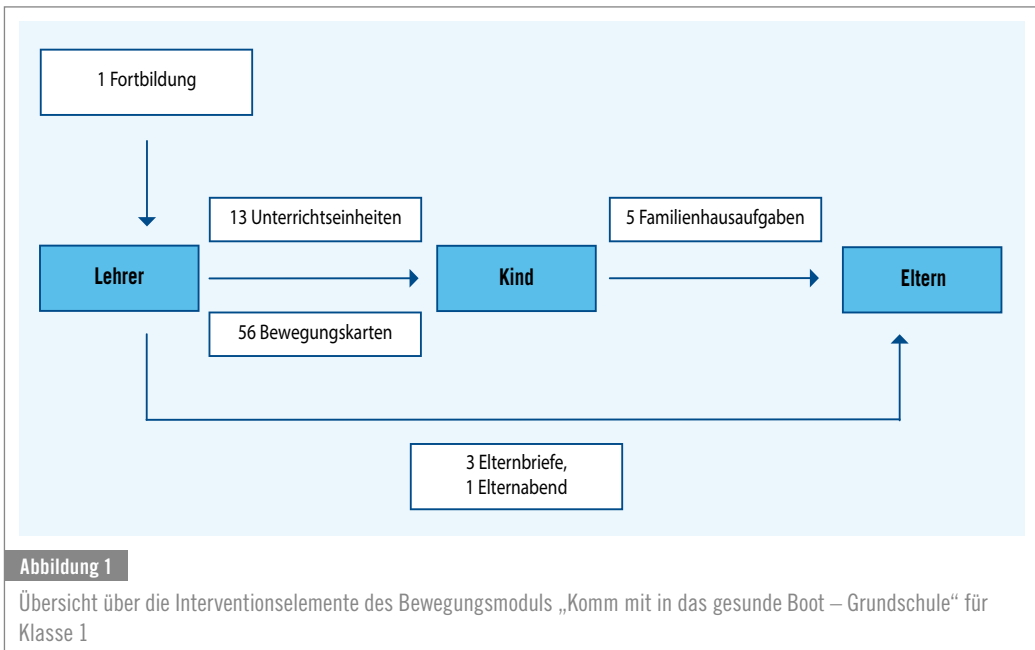 1 Fortbildung
13 Unterrichtseinheiten
5 Familienhausaufgaben
Lehrer
Kind
Eltern
56 Bewegungskarten
3 Elternbriefe,
1 Elternabend
Abbildung 1
Übersicht über die Interventionselemente des Bewegungsmoduls „Komm mit in das gesunde Boot – Grundschule“ für
Klasse 1